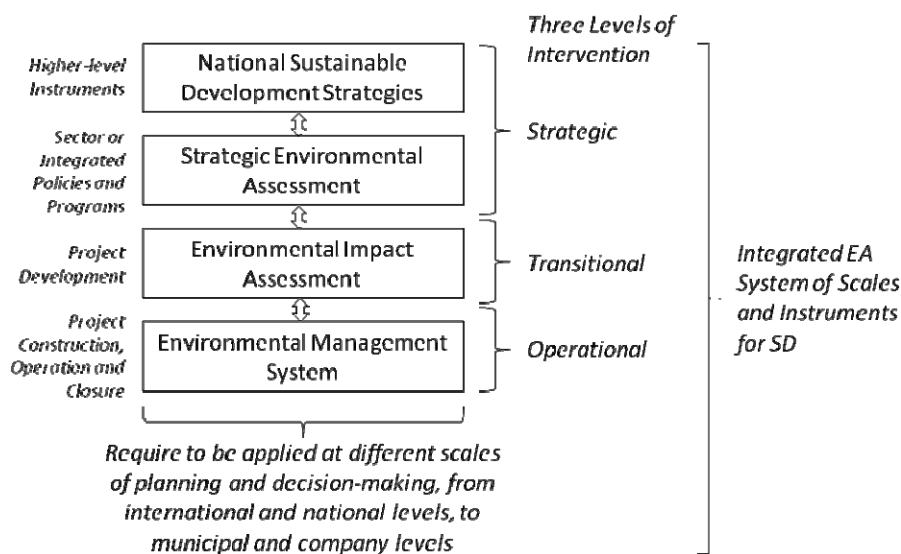 Three Levels of
Intervention
Higher-level
Instruments
National Sustainable
Development Strategies
Sector or
Integrated
Policies and
Programs
Strategic Environmental
Assessment
Strategic
Project
Development
Environmental Impact
Assessment
Transitional
Project
Construction,
Operation and
Closure
Environmental Management
System
Operational
Integrated EA
System of Scales
and Instruments
for SD
Require to be applied at different scales
of planning and decision-making, from
international and national levels, to
municipal and company levels